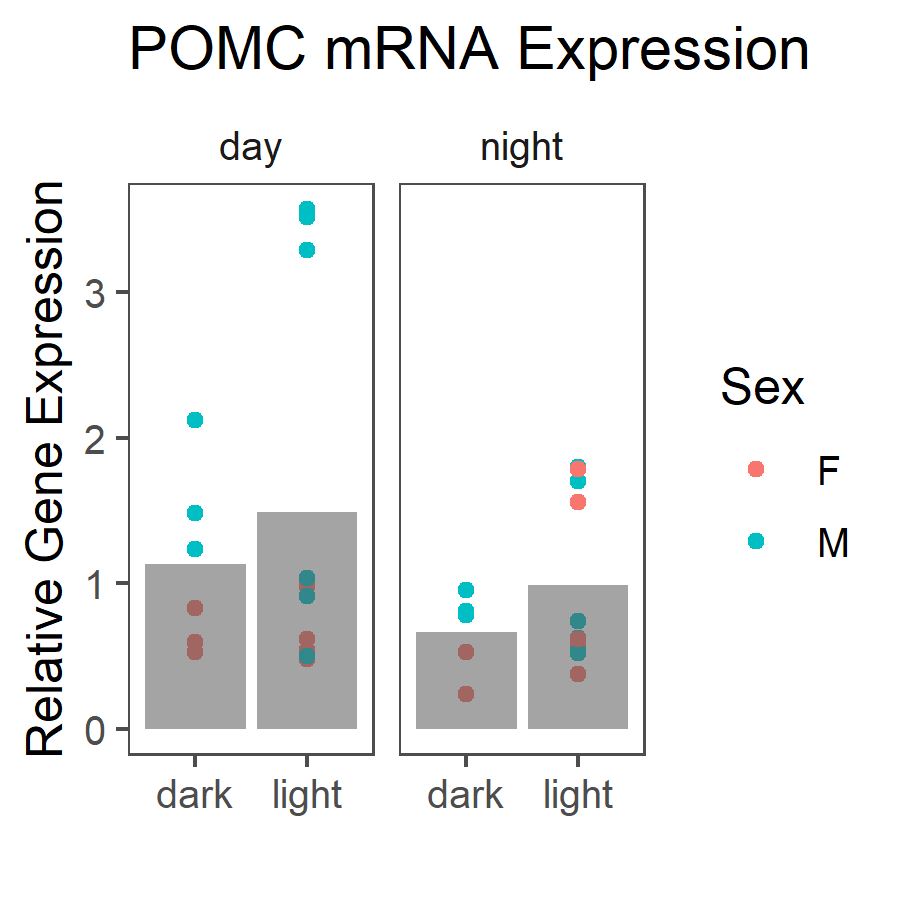 POMC mRNA Expression
day
night
Relative Gene Expression
3
2
1
0
dark
light
dark
light
Sex
F
M